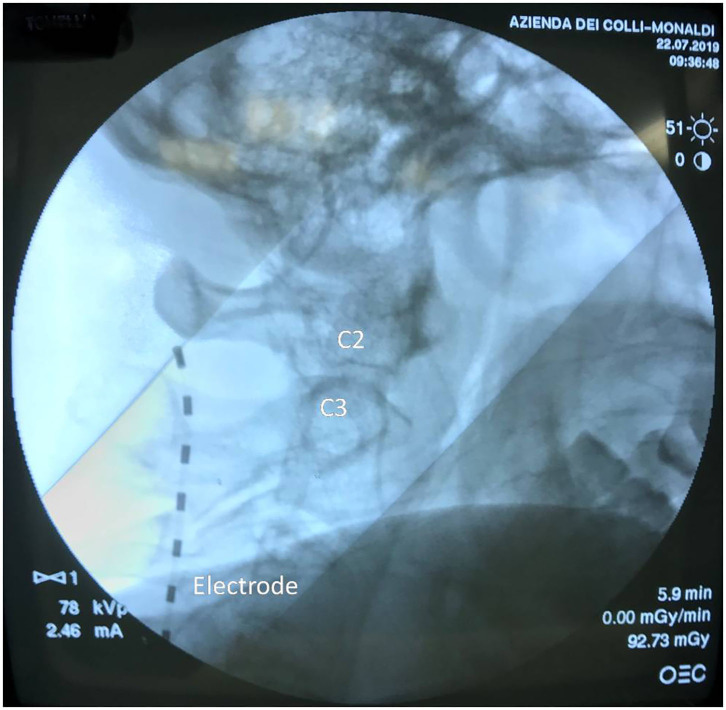 AZIENDA DEI COLLI-MONALDI
22.07.2019
09:36:48
51
0
C2
C3
Electrode
1
78 kVp
2.46 mA
5.9 min
0.00 mGy/min
92.73 mGy
OEC